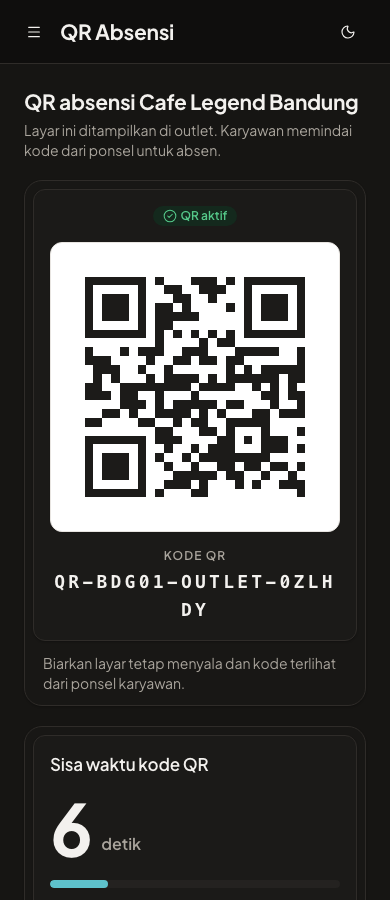 QR Absensi
QR absensi Cafe Legend Bandung
Layar ini ditampilkan di outlet. Karyawan memindai
kode dari ponsel untuk absen.
QR aktif
KODE QR
QR-BDG01-OUTLET-0ZLH
DY
Biarkan layar tetap menyala dan kode terlihat
dari ponsel karyawan.
Sisa waktu kode QR
6 detik